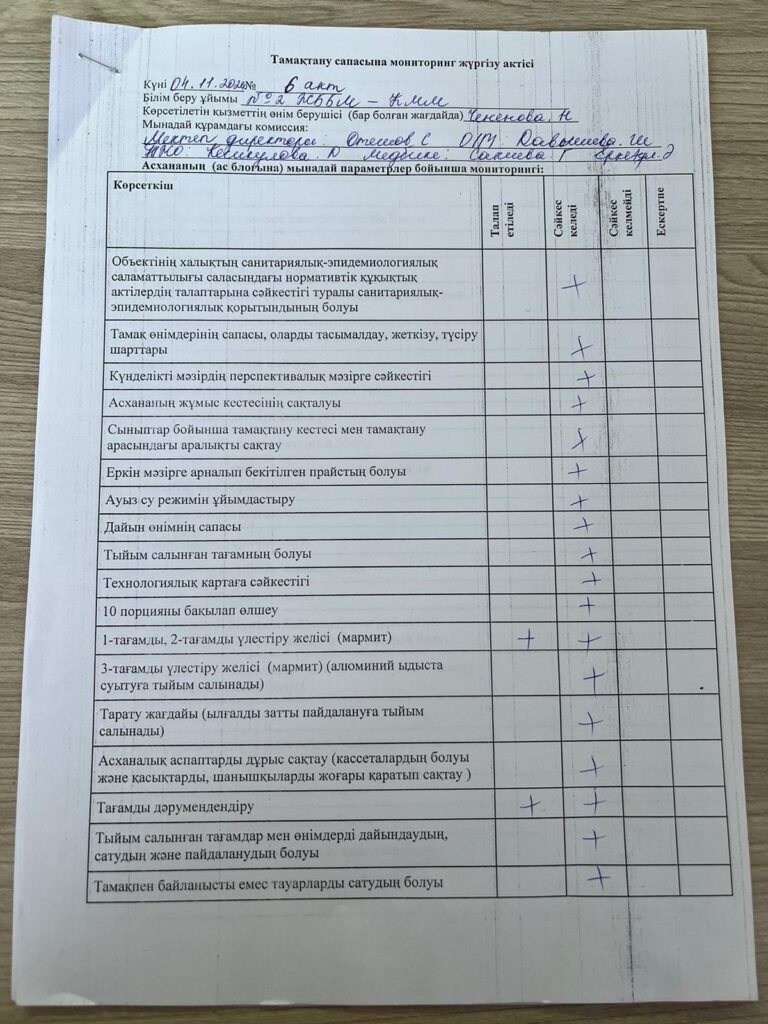 Тамақтану сапасына мониторинг жүргізу актісі
Күні 04.11.2024 № 6 акт
Білім беру ұйымы №2 ЖББМ – КММ
Көрсетілетін қызметтің өнім берушісі (бар болған жағдайда) Чененова. Н
Мынадай құрамдағы комиссия:
Мектеп директоры: Отешов. С
Медбике:
Асхананың (ас блогына) мынадай параметрлер бойынша мониторингі:
Көрсеткіш Талап етіледі Сәйкес келеді Сәйкес келмейді Ескертпе
Объектінің халықтың санитариялық-эпидемиологиялық
саламаттылығы саласындағы нормативтік құқықтық
актілердің талаптарына сәйкестігі туралы санитариялық-
эпидемиологиялық қорытындының болуы +
Тамақ өнімдерінің сапасы, оларды тасымалдау, жеткізу, түсіру
шарттары +
Күнделікті мәзірдің перспективалық мәзірге сәйкестігі +
Асхананың жұмыс кестесінің сақталуы +
Сыныптар бойынша тамақтану кестесі мен тамақтану
арасындағы аралықты сақтау +
Еркін мәзірге арналып бекітілген прайстың болуы +
Ауыз су режимін ұйымдастыру +
Дайын өнімнің сапасы +
Тыйым салынған тағамның болуы +
Технологиялық картаға сәйкестігі +
10 порцияны бақылап өлшеу +
1-тағамды, 2-тағамды үлестіру желісі (мармит) + +
3-тағамды үлестіру желісі (мармит) (алюминий ыдыста
суытуға тыйым салынады) +
Тарату жағдайы (ылғалды затты пайдалануға тыйым
салынады) +
Асханалық аспаптарды дұрыс сақтау (кассеталардың болуы
және қасықтарды, шанышқыларды жоғары қаратып сақтау ) +
Тағамды дәрумендендіру + +
Тыйым салынған тағамдар мен өнімдерді дайындаудың,
сатудың және пайдаланудың болуы +
Тамақпен байланысты емес тауарларды сатудың болуы +